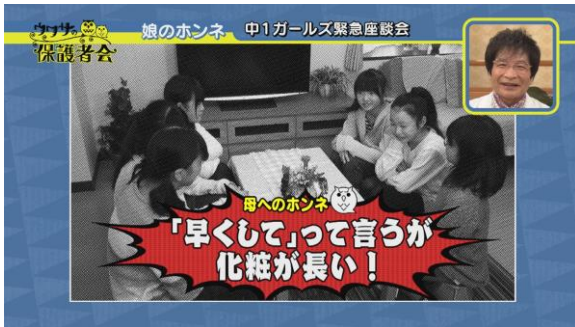 ウワサの
保護者会
娘のホンネ 中1ガールズ緊急座談会
母へのホンネ
「早くして」って言うが
化粧が長い！